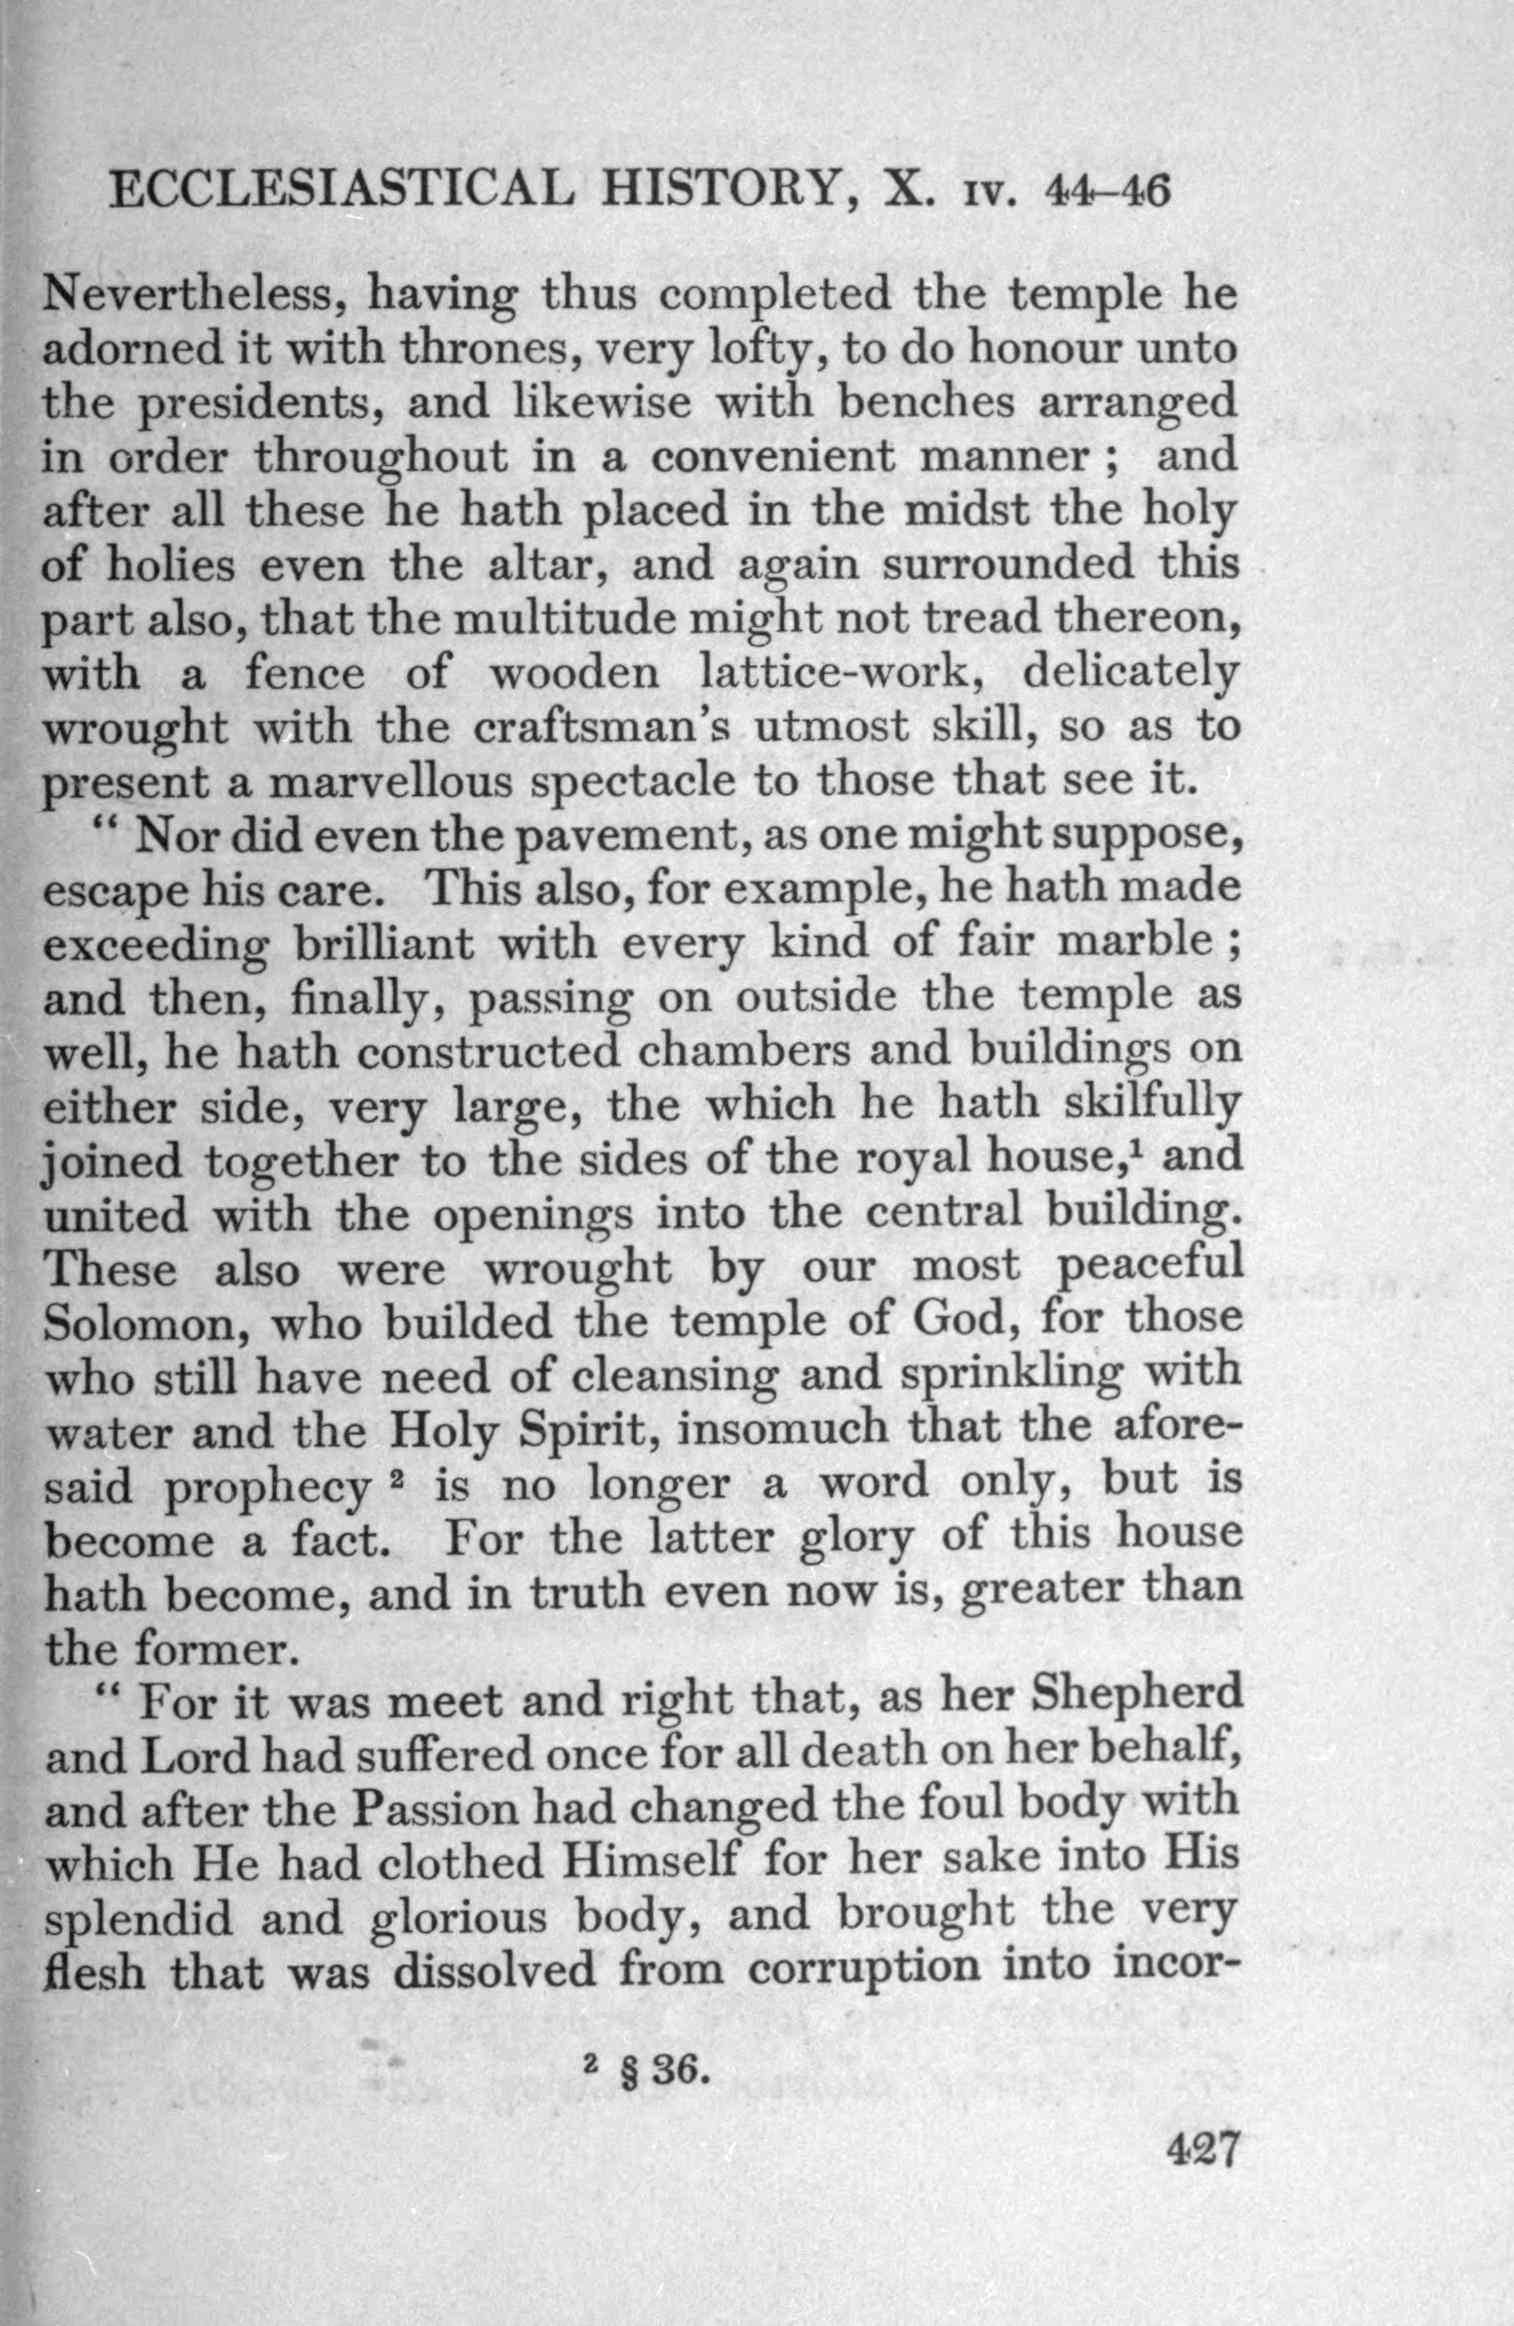 ECCLESIASTICAL HISTORY, X. IV. 44–46
Nevertheless, having thus completed the temple he
adorned it with thrones, very lofty, to do honour unto
the presidents, and likewise with benches arranged
in order throughout in a convenient manner ; and
after all these he hath placed in the midst the holy
of holies even the altar, and again surrounded this
part also, that the multitude might not tread thereon,
with a fence of wooden lattice-work, delicately
wrought with the craftsman's utmost skill, so as to
present a marvellous spectacle to those that see it.
“ Nor did even the pavement, as one might suppose,
escape his care. This also, for example, he hath made
exceeding brilliant with every kind of fair marble ;
and then, finally, passing on outside the temple as
well, he hath constructed chambers and buildings on
either side, very large, the which he hath skilfully
joined together to the sides of the royal house,¹ and
united with the openings into the central building.
These also were wrought by our most peaceful
Solomon, who builded the temple of God, for those
who still have need of cleansing and sprinkling with
water and the Holy Spirit, insomuch that the afore-
said prophecy ² is no longer a word only, but is
become a fact. For the latter glory of this house
hath become, and in truth even now is, greater than
the former.
“ For it was meet and right that, as her Shepherd
and Lord had suffered once for all death on her behalf,
and after the Passion had changed the foul body with
which He had clothed Himself for her sake into His
splendid and glorious body, and brought the very
flesh that was dissolved from corruption into incor-
² § 36.
427